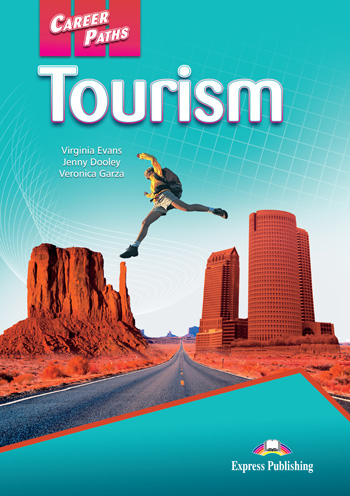 CAREER
PATHS
Tourism
Virginia Evans
Jenny Dooley
Veronica Garza
Express Publishing